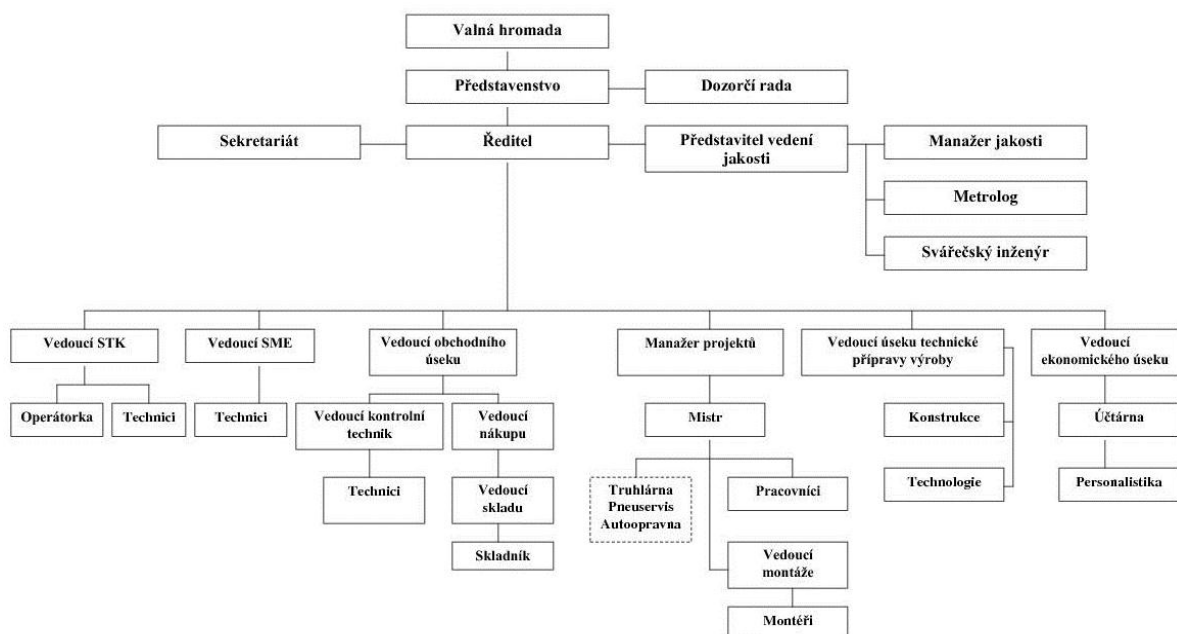 Valná hromada
Představenstvo
Dozorčí rada
Sekretariát
Ředitel
Představitel vedení
jakosti
Manažer jakosti
Metrolog
Svářečský inženýr
Vedoucí STK
Vedoucí SME
Vedoucí obchodního
úseku
Manažer projektů
Vedoucí úseku technické
přípravy výroby
Vedoucí
ekonomického úseku
Operátorka
Technici
Technici
Vedoucí kontrolní
technik
Vedoucí
nákupu
Mistr
Konstrukce
Účtárna
Technici
Vedoucí
skladu
Truhlárna
Pneuservis
Autoopravna
Pracovníci
Technologie
Personalistika
Skladník
Vedoucí
montáže
Montéři